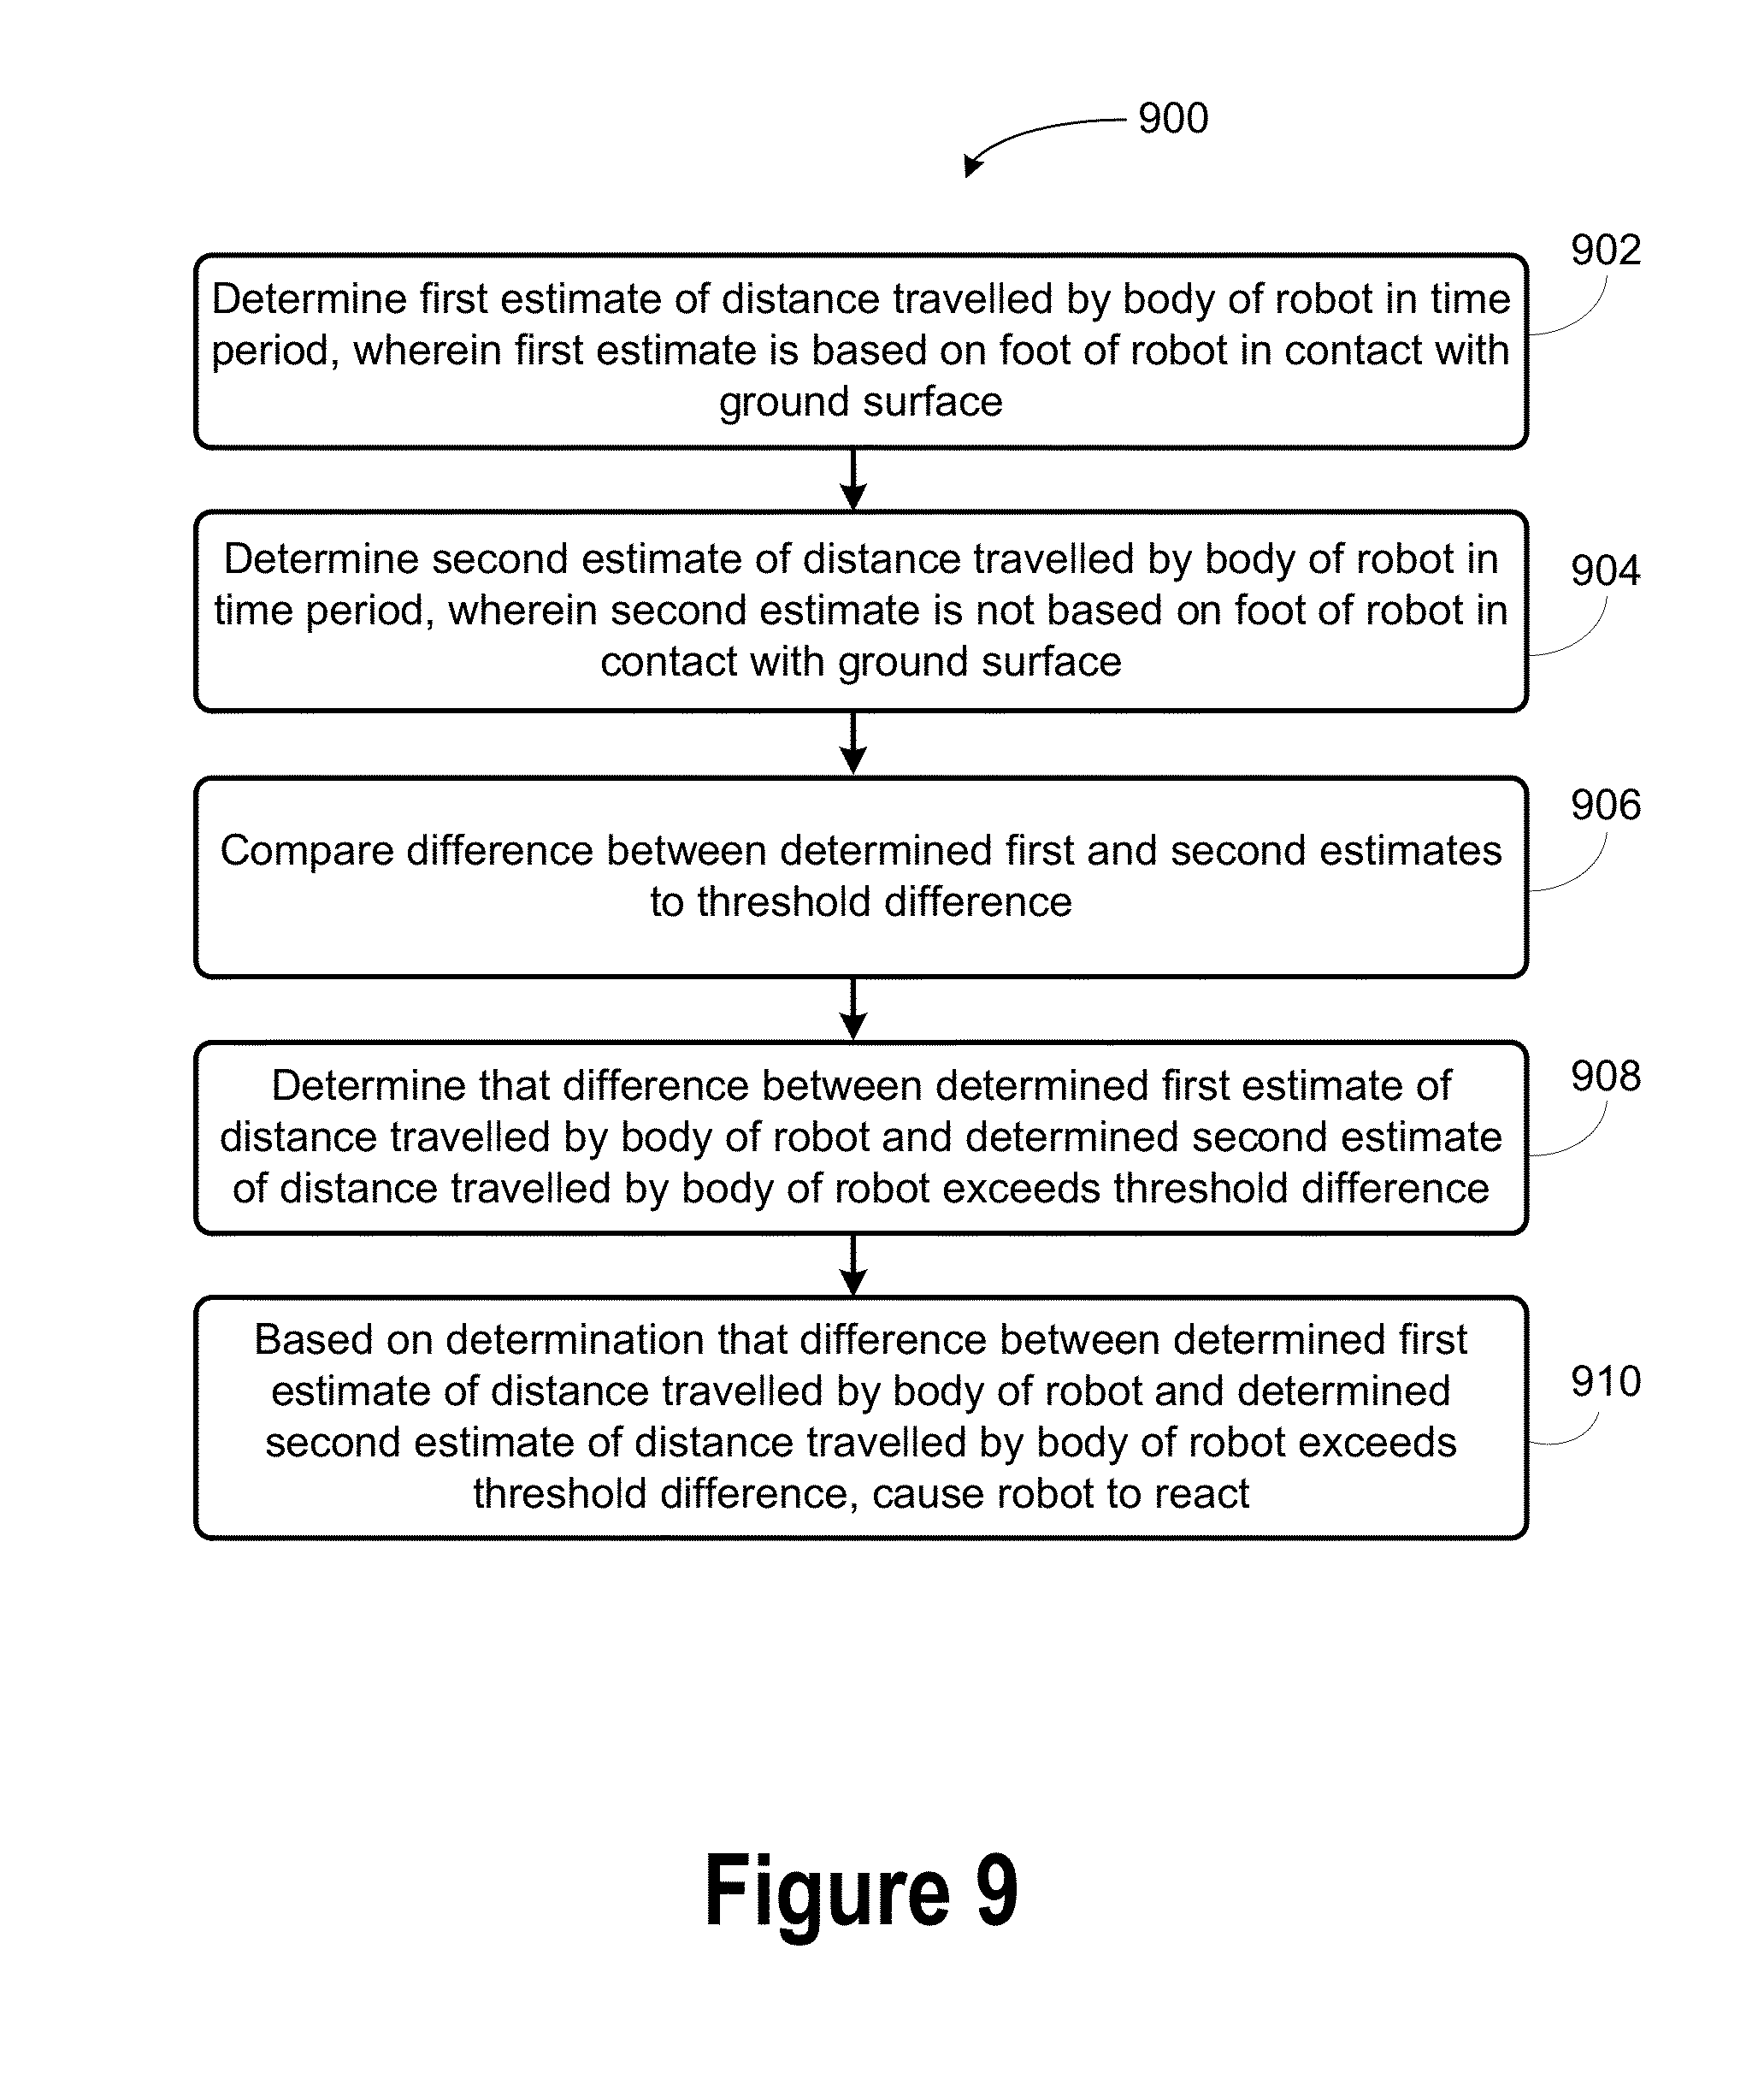 900
902
Determine first estimate of distance travelled by body of robot in time
period, wherein first estimate is based on foot of robot in contact with
ground surface
904
Determine second estimate of distance travelled by body of robot in
time period, wherein second estimate is not based on foot of robot in
contact with ground surface
906
Compare difference between determined first and second estimates
to threshold difference
908
Determine that difference between determined first estimate of
distance travelled by body of robot and determined second estimate
of distance travelled by body of robot exceeds threshold difference
910
Based on determination that difference between determined first
estimate of distance travelled by body of robot and determined
second estimate of distance travelled by body of robot exceeds
threshold difference, cause robot to react
Figure 9